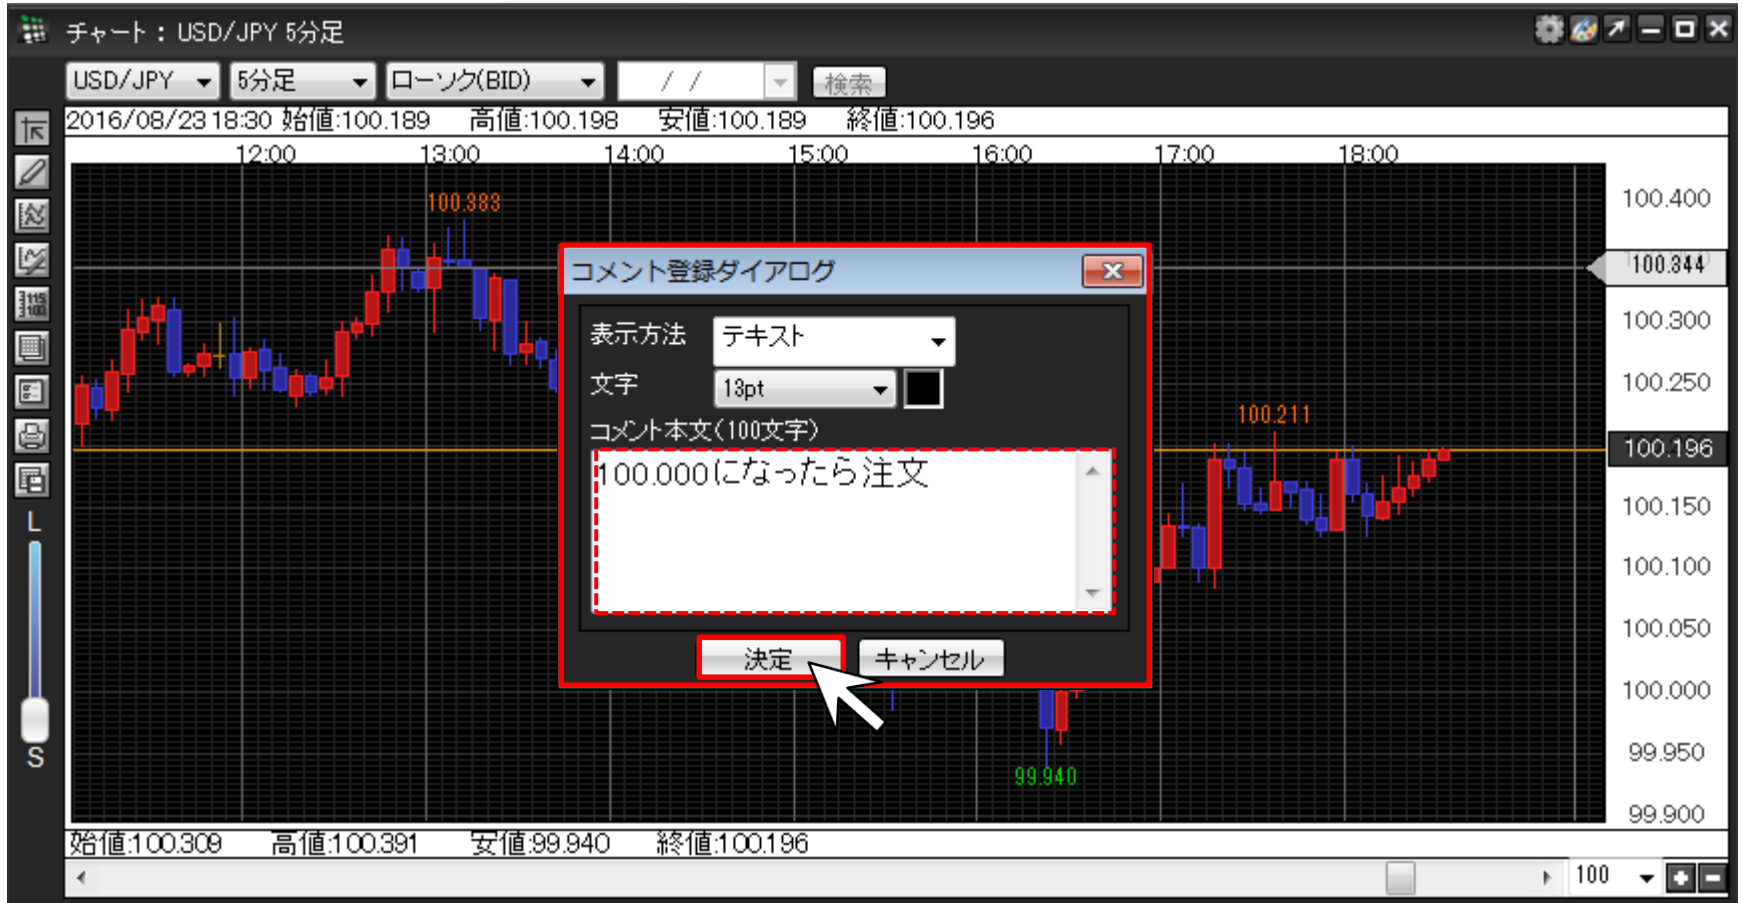 チャート : USD/JPY 5分足
USD/JPY 5分足 ローソク(BID) / / 検索
2016/08/23 18:30 始値:100.189 高値:100.198 安値:100.189 終値:100.196
12:00 13:00 14:00 15:00 16:00 17:00 18:00
100.383
100.211
99.940
100.400
100.344
100.300
100.250
100.196
100.150
100.100
100.050
100.000
99.950
99.900
コメント登録ダイアログ
表示方法 テキスト
文字 13pt
コメント本文(100文字)
100.000になったら注文
決定 キャンセル
115
100
L
S
始値:100.309 高値:100.391 安値:99.940 終値:100.196
100